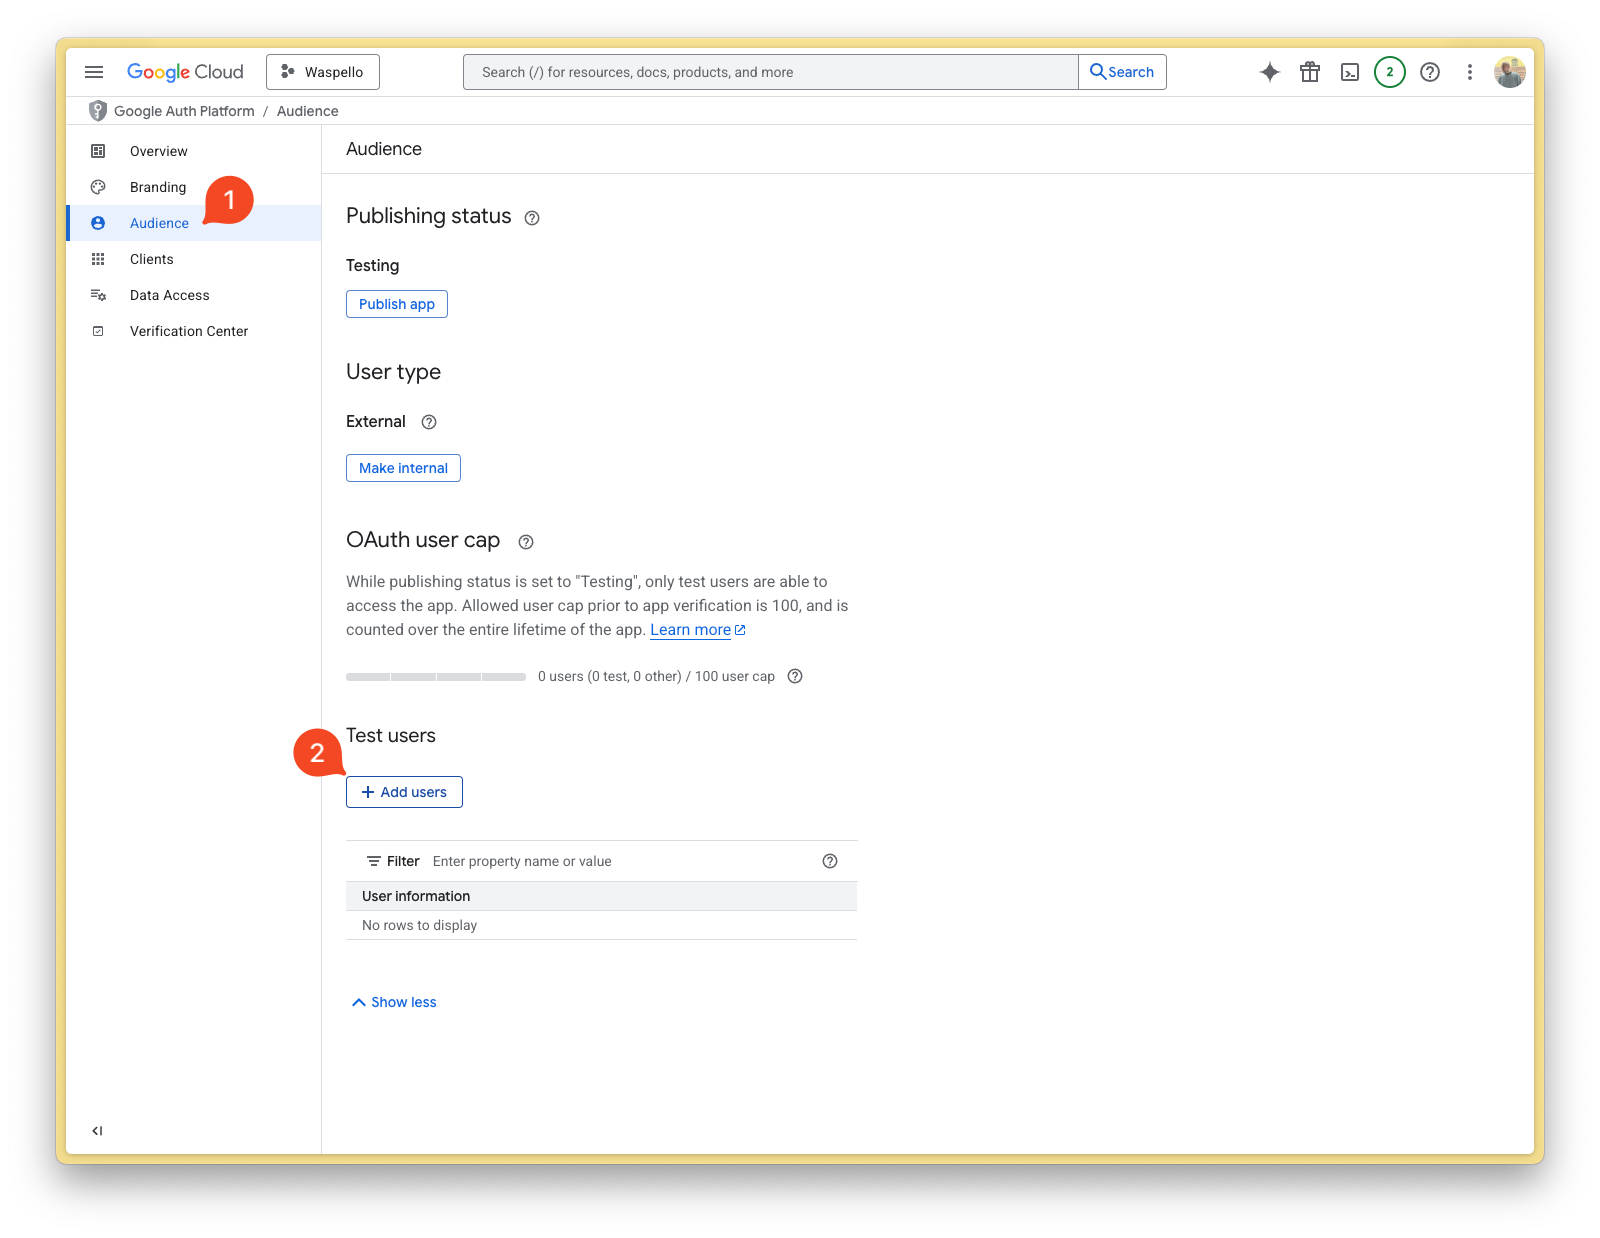 Google Cloud
Waspello
Search (/) for resources, docs, products, and more
Search
2
Google Auth Platform / Audience
Overview
Branding
1
Audience
Clients
Data Access
Verification Center
Audience
Publishing status
Testing
Publish app
User type
External
Make internal
OAuth user cap
While publishing status is set to "Testing", only test users are able to
access the app. Allowed user cap prior to app verification is 100, and is
counted over the entire lifetime of the app. Learn more
0 users (0 test, 0 other) / 100 user cap
Test users
2
+ Add users
Filter Enter property name or value
User information
No rows to display
Show less